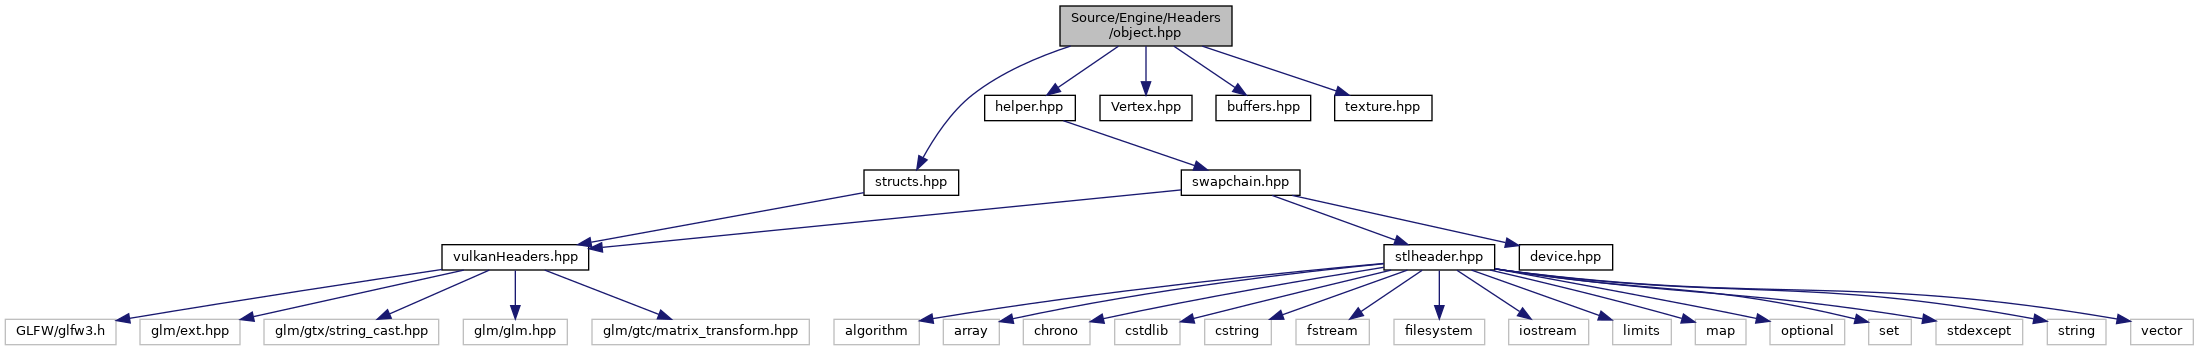 Source/Engine/Headers
/object.hpp
helper.hpp
Vertex.hpp
buffers.hpp
texture.hpp
structs.hpp
swapchain.hpp
vulkanHeaders.hpp
stlheader.hpp
device.hpp
GLFW/glfw3.h
glm/ext.hpp
glm/gtx/string_cast.hpp
glm/glm.hpp
glm/gtc/matrix_transform.hpp
algorithm
array
chrono
cstdlib
cstring
fstream
filesystem
iostream
limits
map
optional
set
stdexcept
string
vector